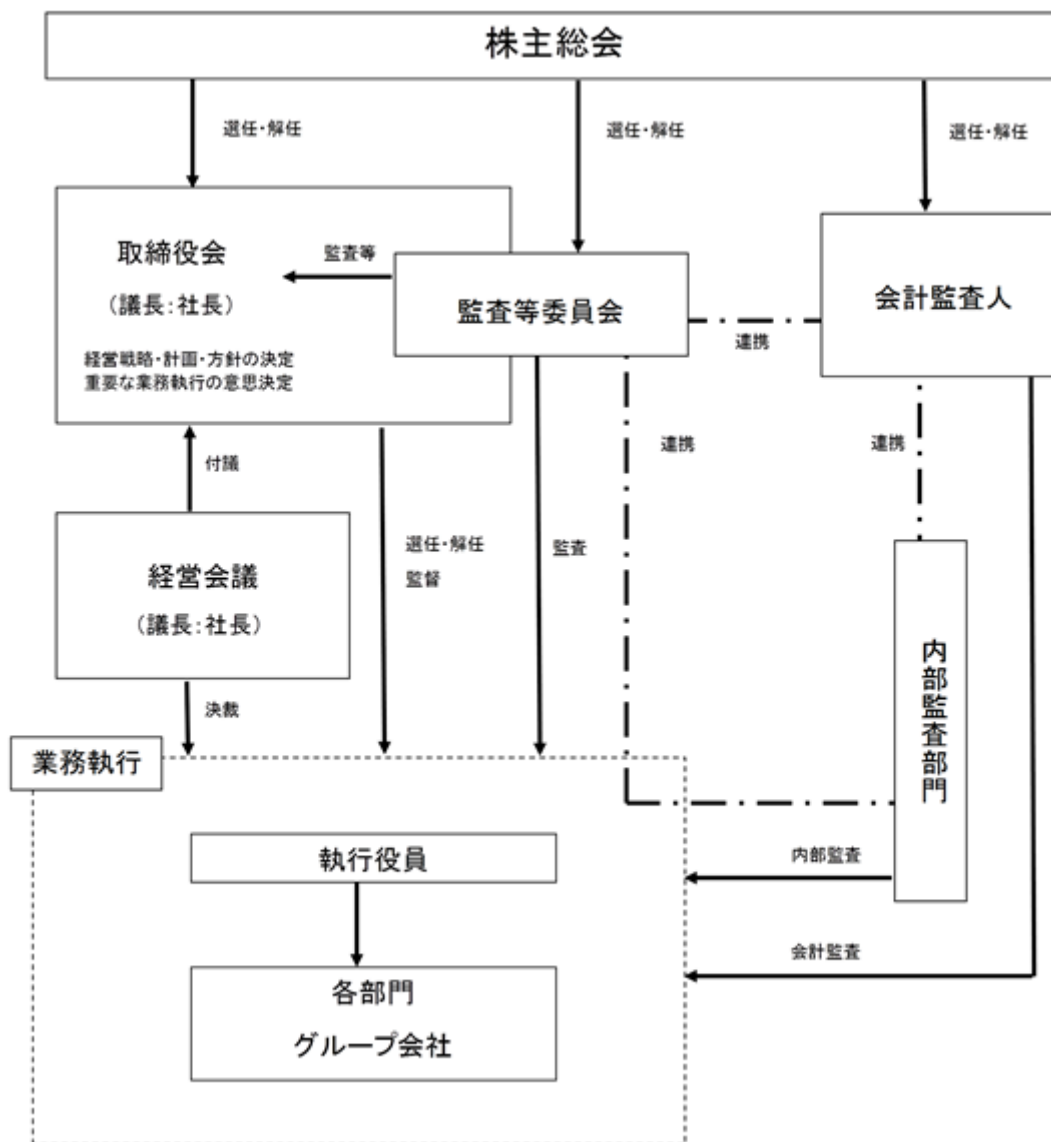 株主総会
選任・解任
選任・解任
選任・解任
取締役会
（議長：社長）
経営戦略・計画・方針の決定
重要な業務執行の意思決定
監査等
監査等委員会
会計監査人
連携
付議
連携
連携
経営会議
（議長：社長）
選任・解任
監督
監査
内部監査部門
決裁
業務執行
執行役員
内部監査
会計監査
各部門
グループ会社